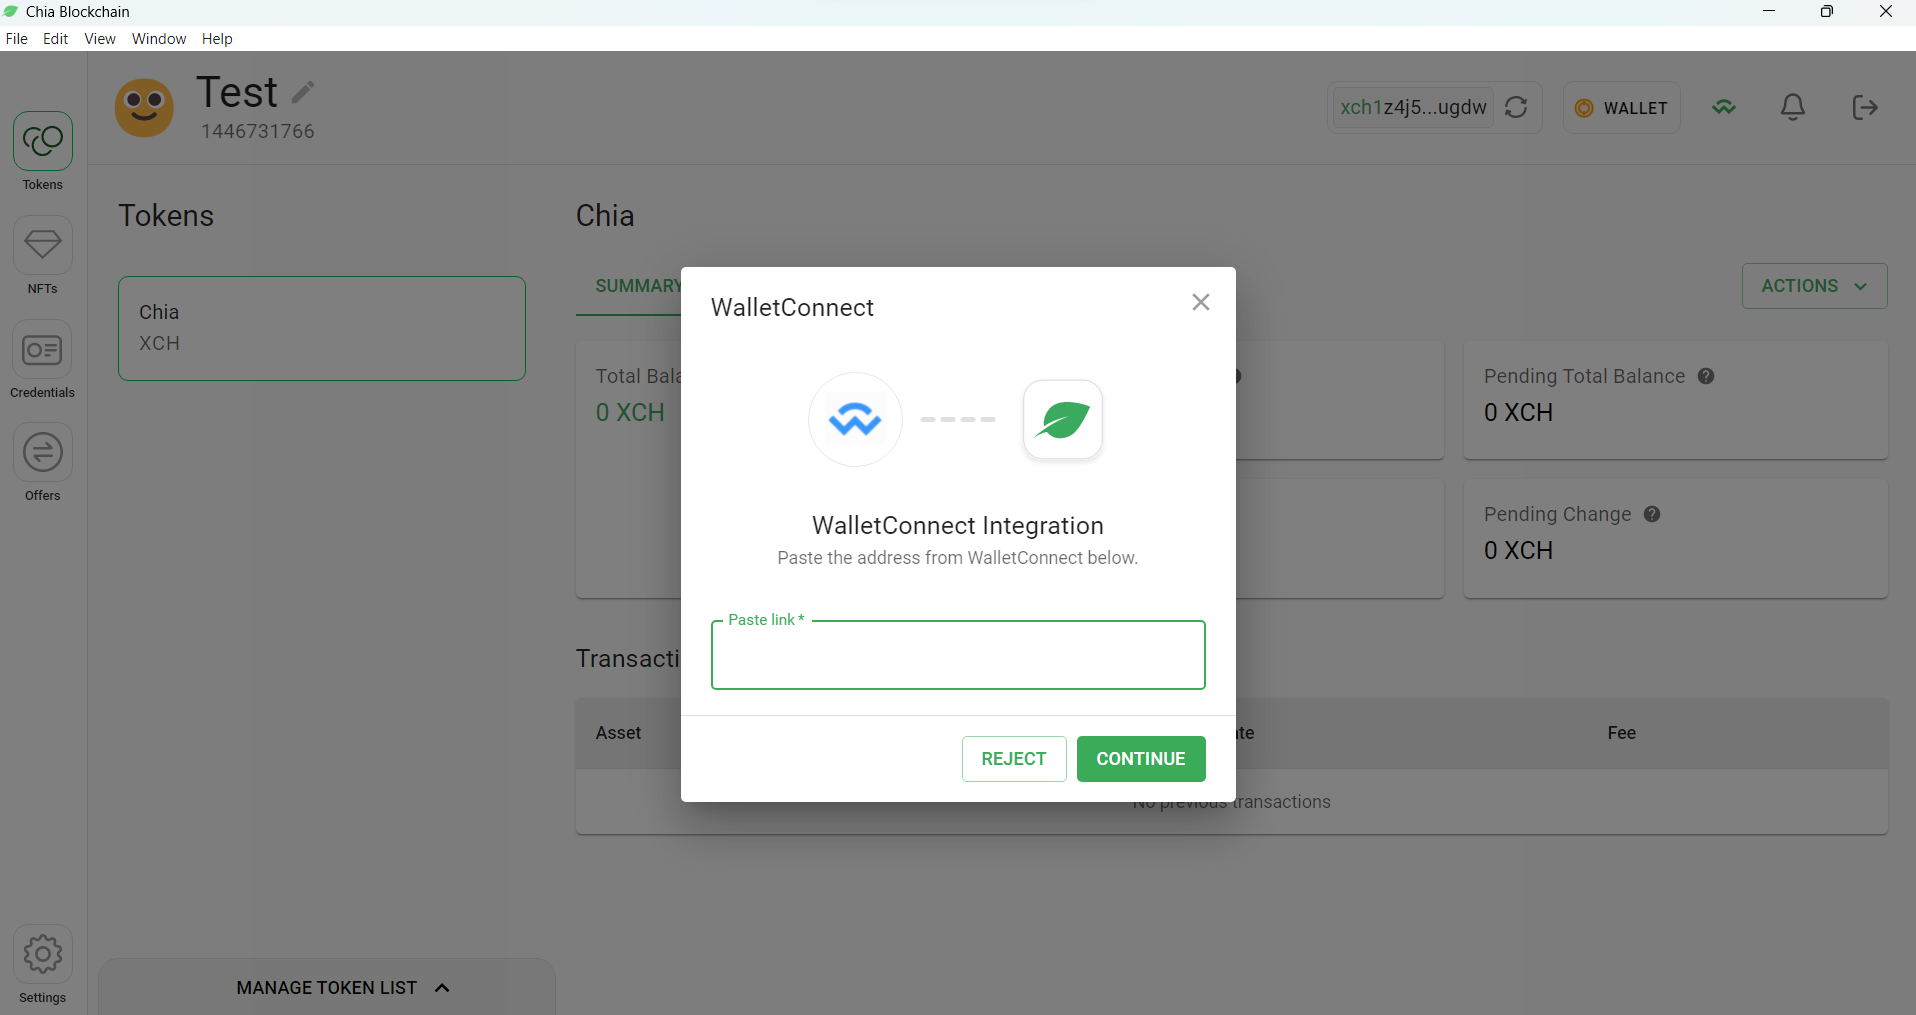 Chia Blockchain
File Edit View Window Help
Test
1446731766
xch1z4j5...ugdw
WALLET
Tokens
NFTs
Credentials
Offers
Settings
Tokens
Chia
XCH
MANAGE TOKEN LIST
Chia
SUMMARY
ACTIONS
Total Bala
0 XCH
Pending Total Balance
0 XCH
Pending Change
0 XCH
Transacti
Asset
te
Fee
No previous transactions
WalletConnect
WalletConnect Integration
Paste the address from WalletConnect below.
Paste link *
REJECT
CONTINUE